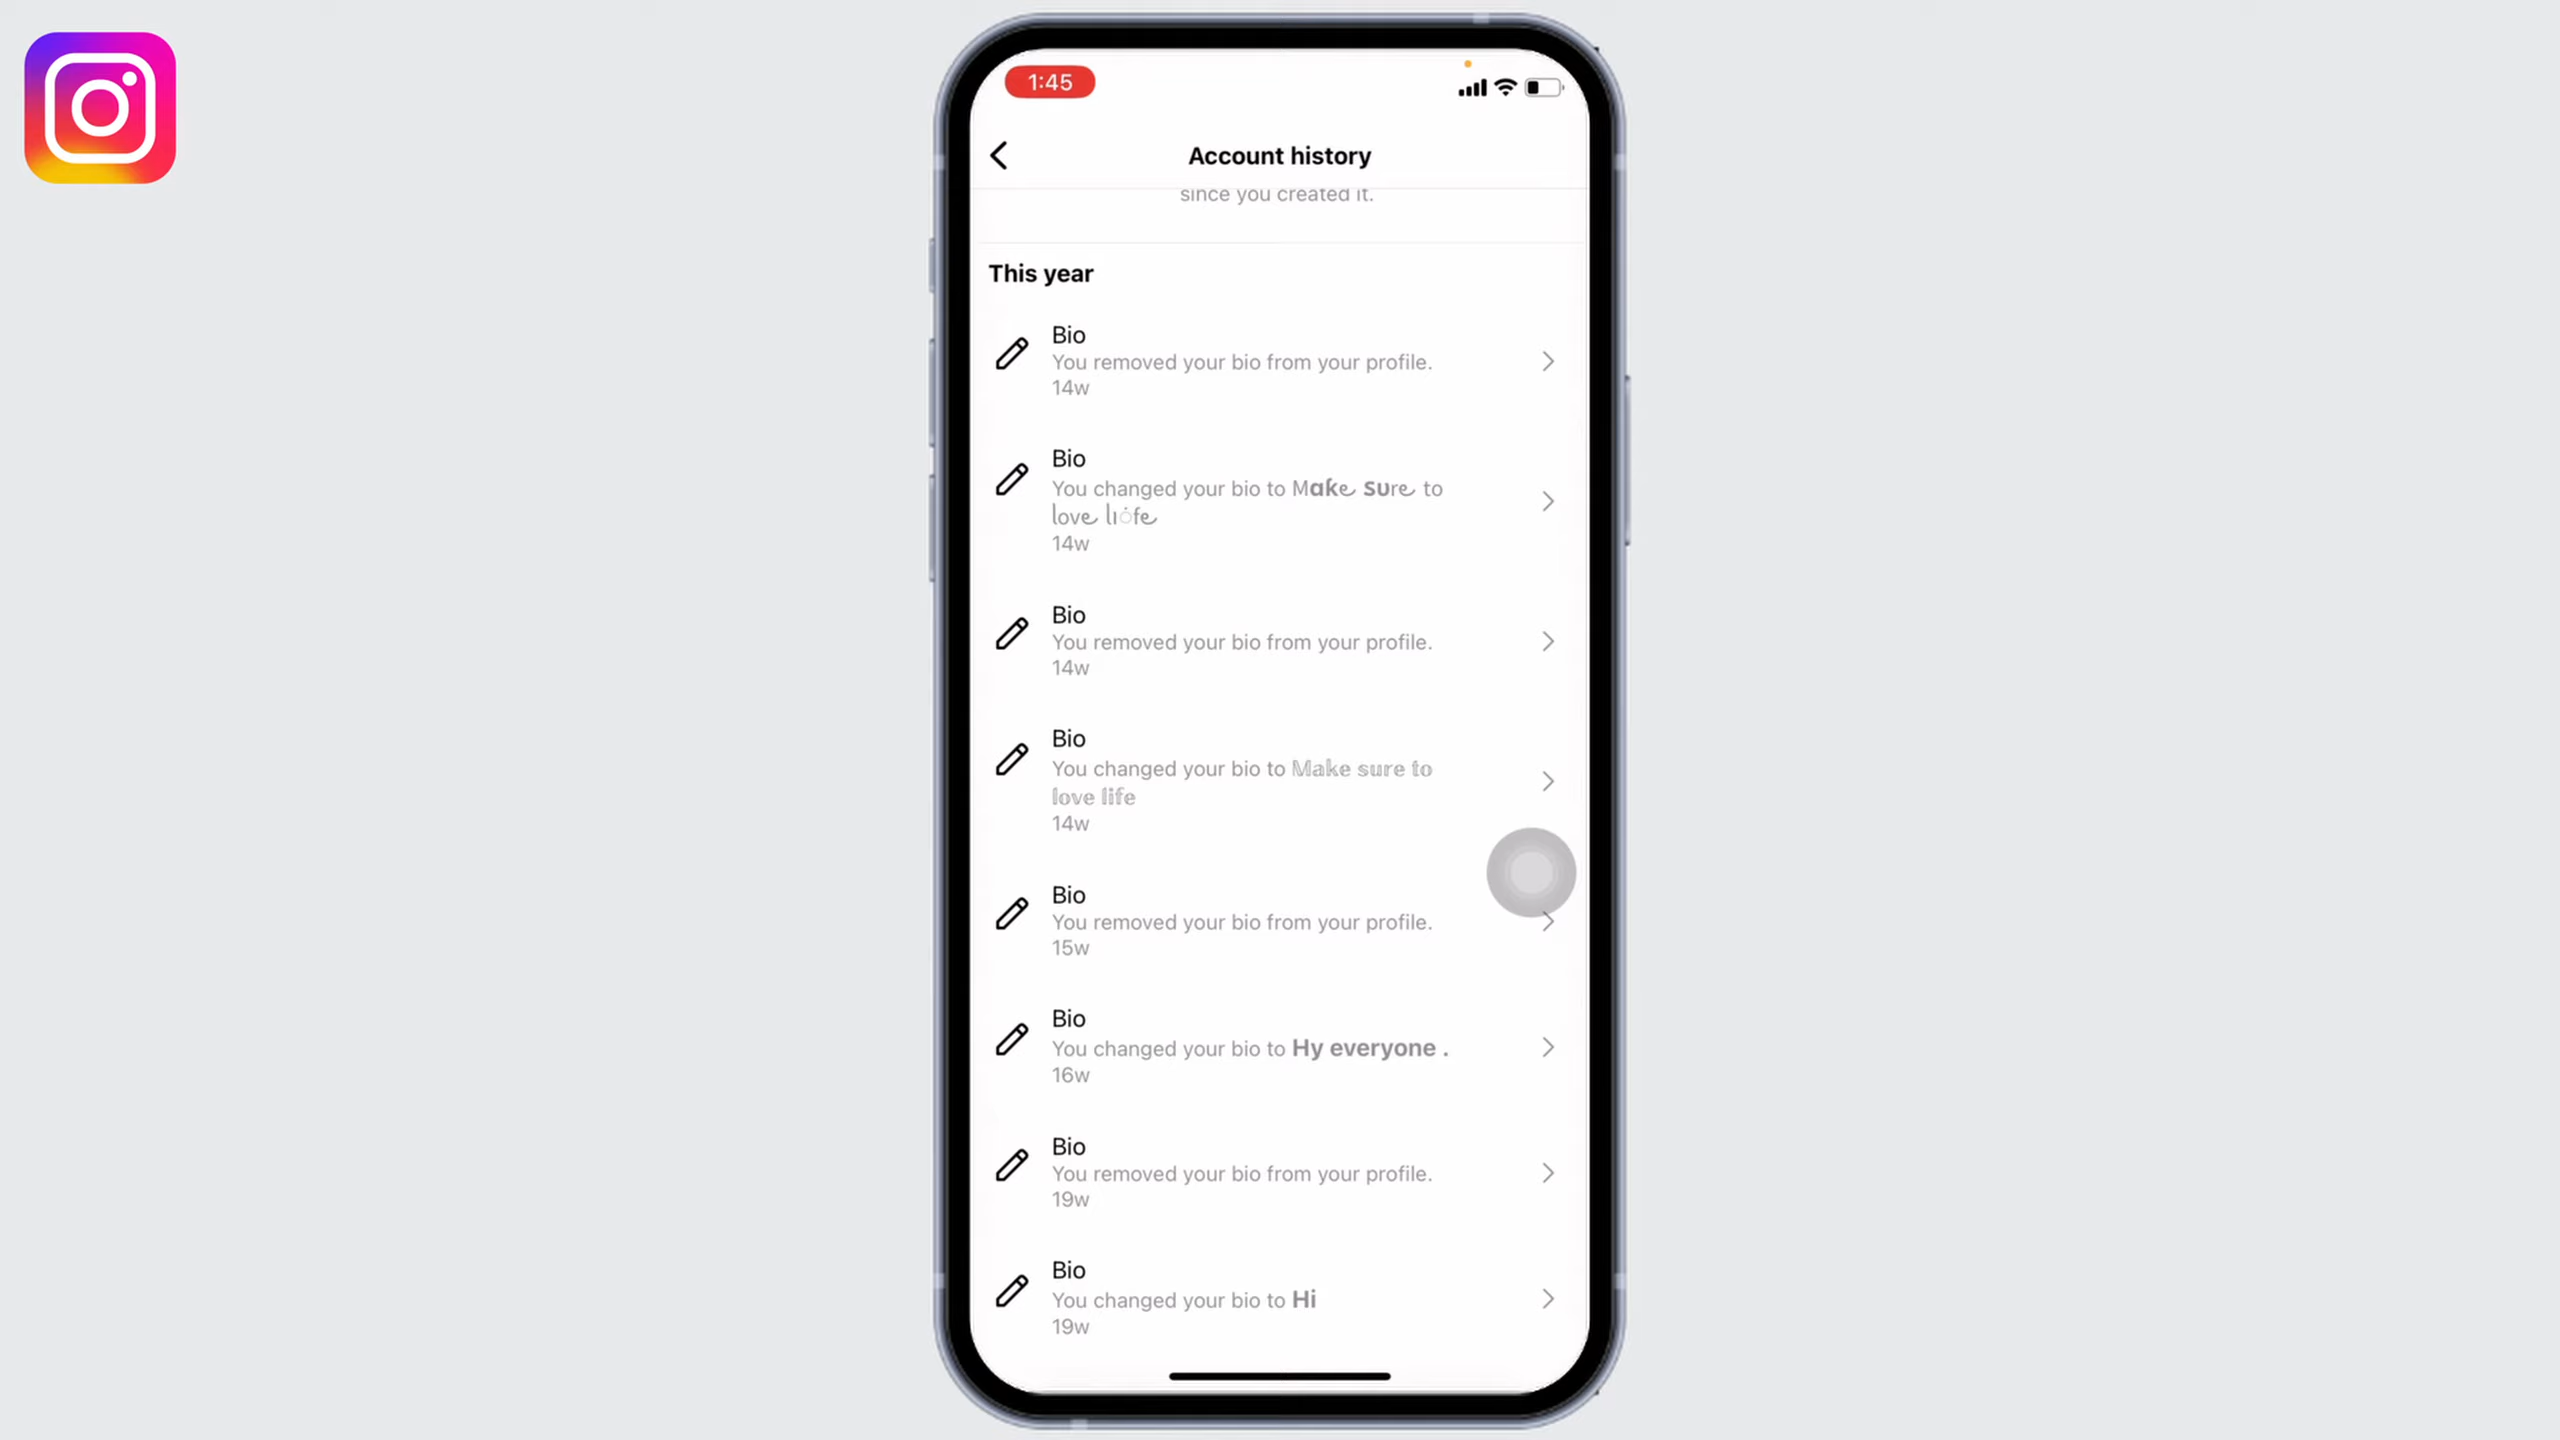 1:45
Account history
since you created it.
This year
Bio
You removed your bio from your profile.
14w
Bio
You changed your bio to Make sure to
love lıfe
14w
Bio
You removed your bio from your profile.
14w
Bio
You changed your bio to 𝕄𝕒𝕜𝕖 𝕤𝕦𝕣𝕖 𝕥𝕠
𝕝𝕠𝕧𝕖 𝕝𝕚𝕗𝕖
14w
Bio
You removed your bio from your profile.
15w
Bio
You changed your bio to Hy everyone .
16w
Bio
You removed your bio from your profile.
19w
Bio
You changed your bio to Hi
19w